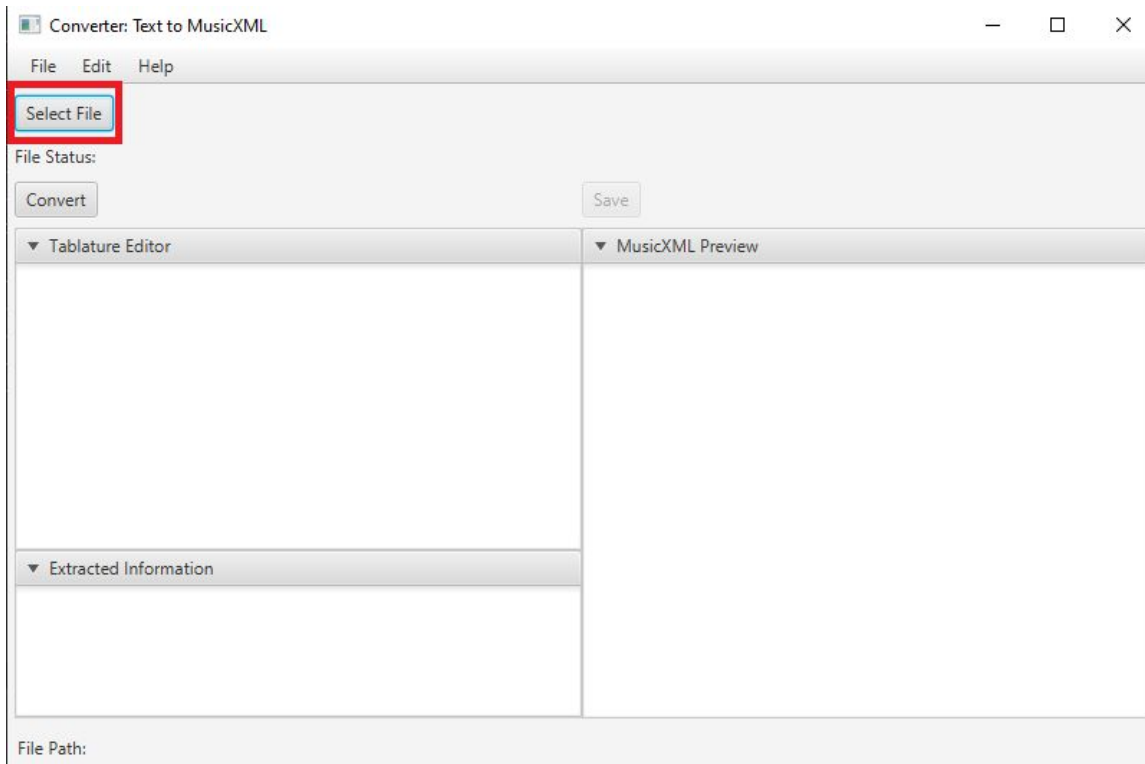 Converter: Text to MusicXML
File Edit Help
Select File
File Status:
Convert Save
Tablature Editor MusicXML Preview
Extracted Information
File Path: